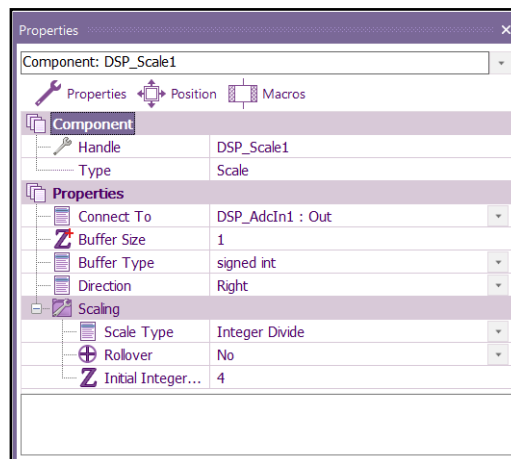 Properties
Component: DSP_Scale1
Properties Position Macros
Component
Handle DSP_Scale1
Type Scale
Properties
Connect To DSP_AdcIn1 : Out
Buffer Size 1
Buffer Type signed int
Direction Right
Scaling
Scale Type Integer Divide
Rollover No
Initial Integer... 4